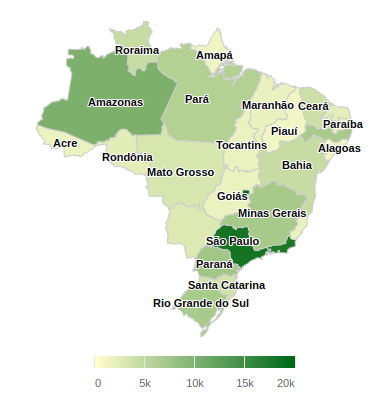 Roraima
Amapá
Amazonas
Pará
Maranhão
Ceará
Paraíba
Piauí
Acre
Tocantins
Alagoas
Rondônia
Bahia
Mato Grosso
Goiás
Minas Gerais
São Paulo
Paraná
Santa Catarina
Rio Grande do Sul
0 5k 10k 15k 20k